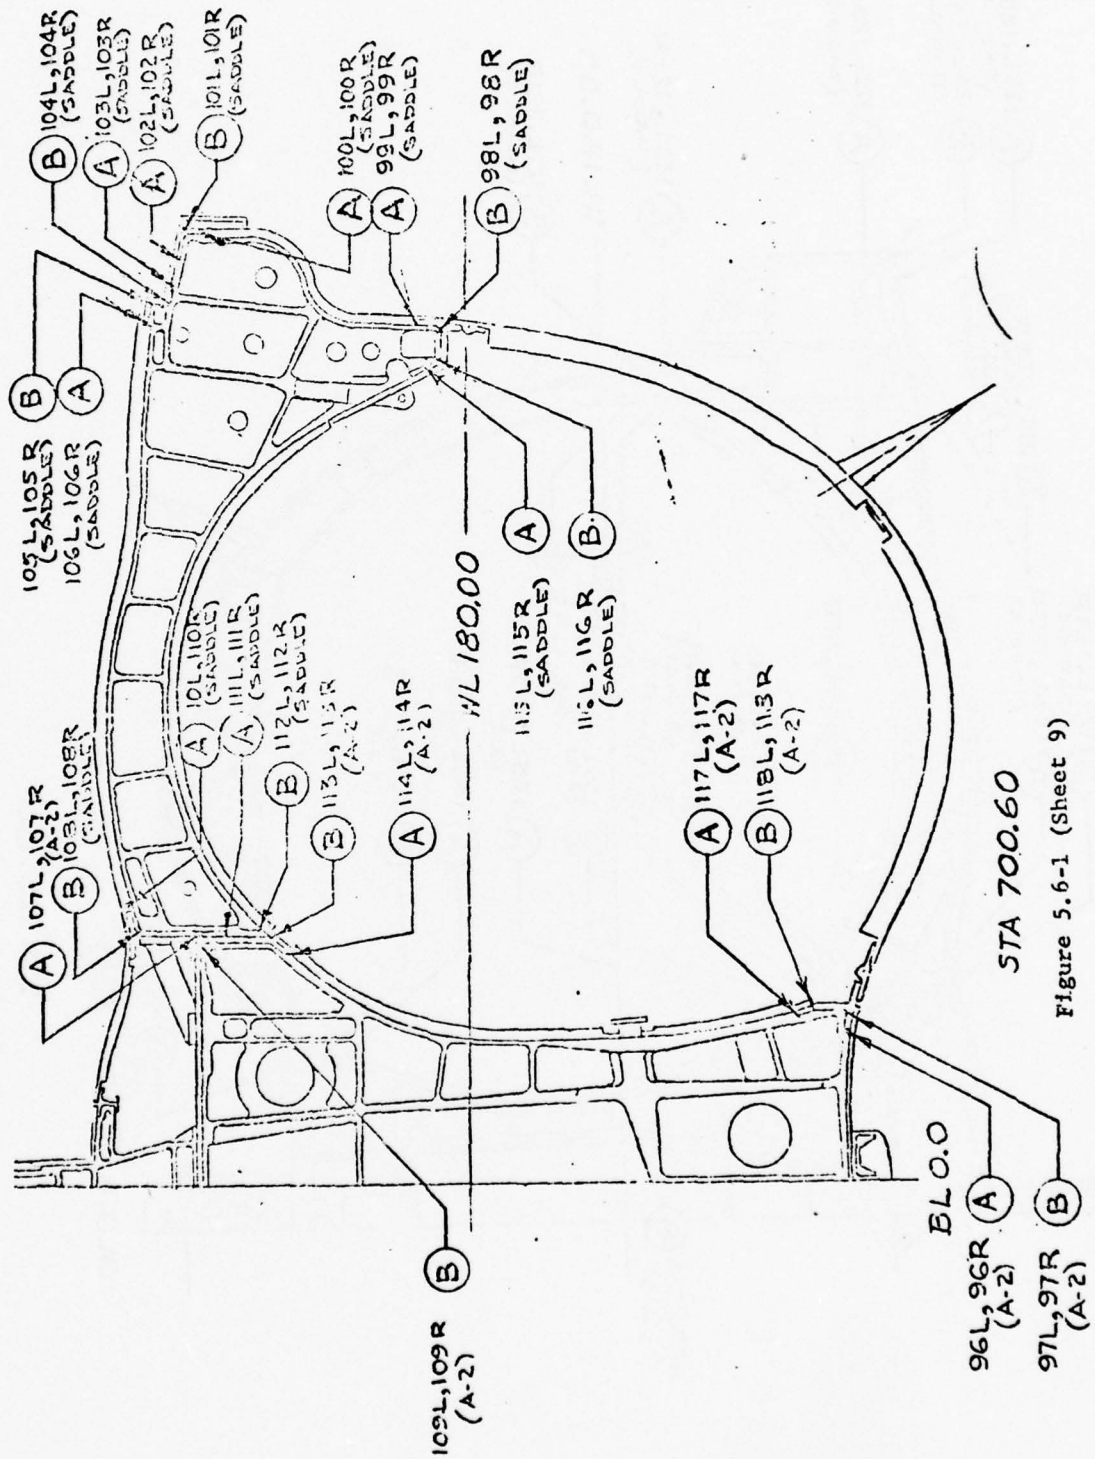 B 104L, 104R
(SADDLE)
A 103L, 103R
(SADDLE)
A 102L, 102R
(SADDLE)
B 101L, 101R
(SADDLE)
A 100L, 100R
(SADDLE)
A 99L, 99R
(SADDLE)
B 98L, 98R
(SADDLE)
105L, 105R B
(SADDLE)
106L, 106R A
(SADDLE)
A 107L, 107R
(A-2)
B 108L, 108R
(SADDLE)
A 10L, 110R
(SADDLE)
A 111L, 111R
(SADDLE)
B 112L, 112R
(SADDLE)
B 113L, 113R
(A-2)
A 114L, 114R
(A-2)
WL 180.00
115L, 115R A
(SADDLE)
116L, 116R B
(SADDLE)
A 117L, 117R
(A-2)
B 118L, 113R
(A-2)
109L, 109R B
(A-2)
BL 0.0
96L, 96R A
(A-2)
97L, 97R B
(A-2)
STA 700.60
Figure 5.6-1 (Sheet 9)